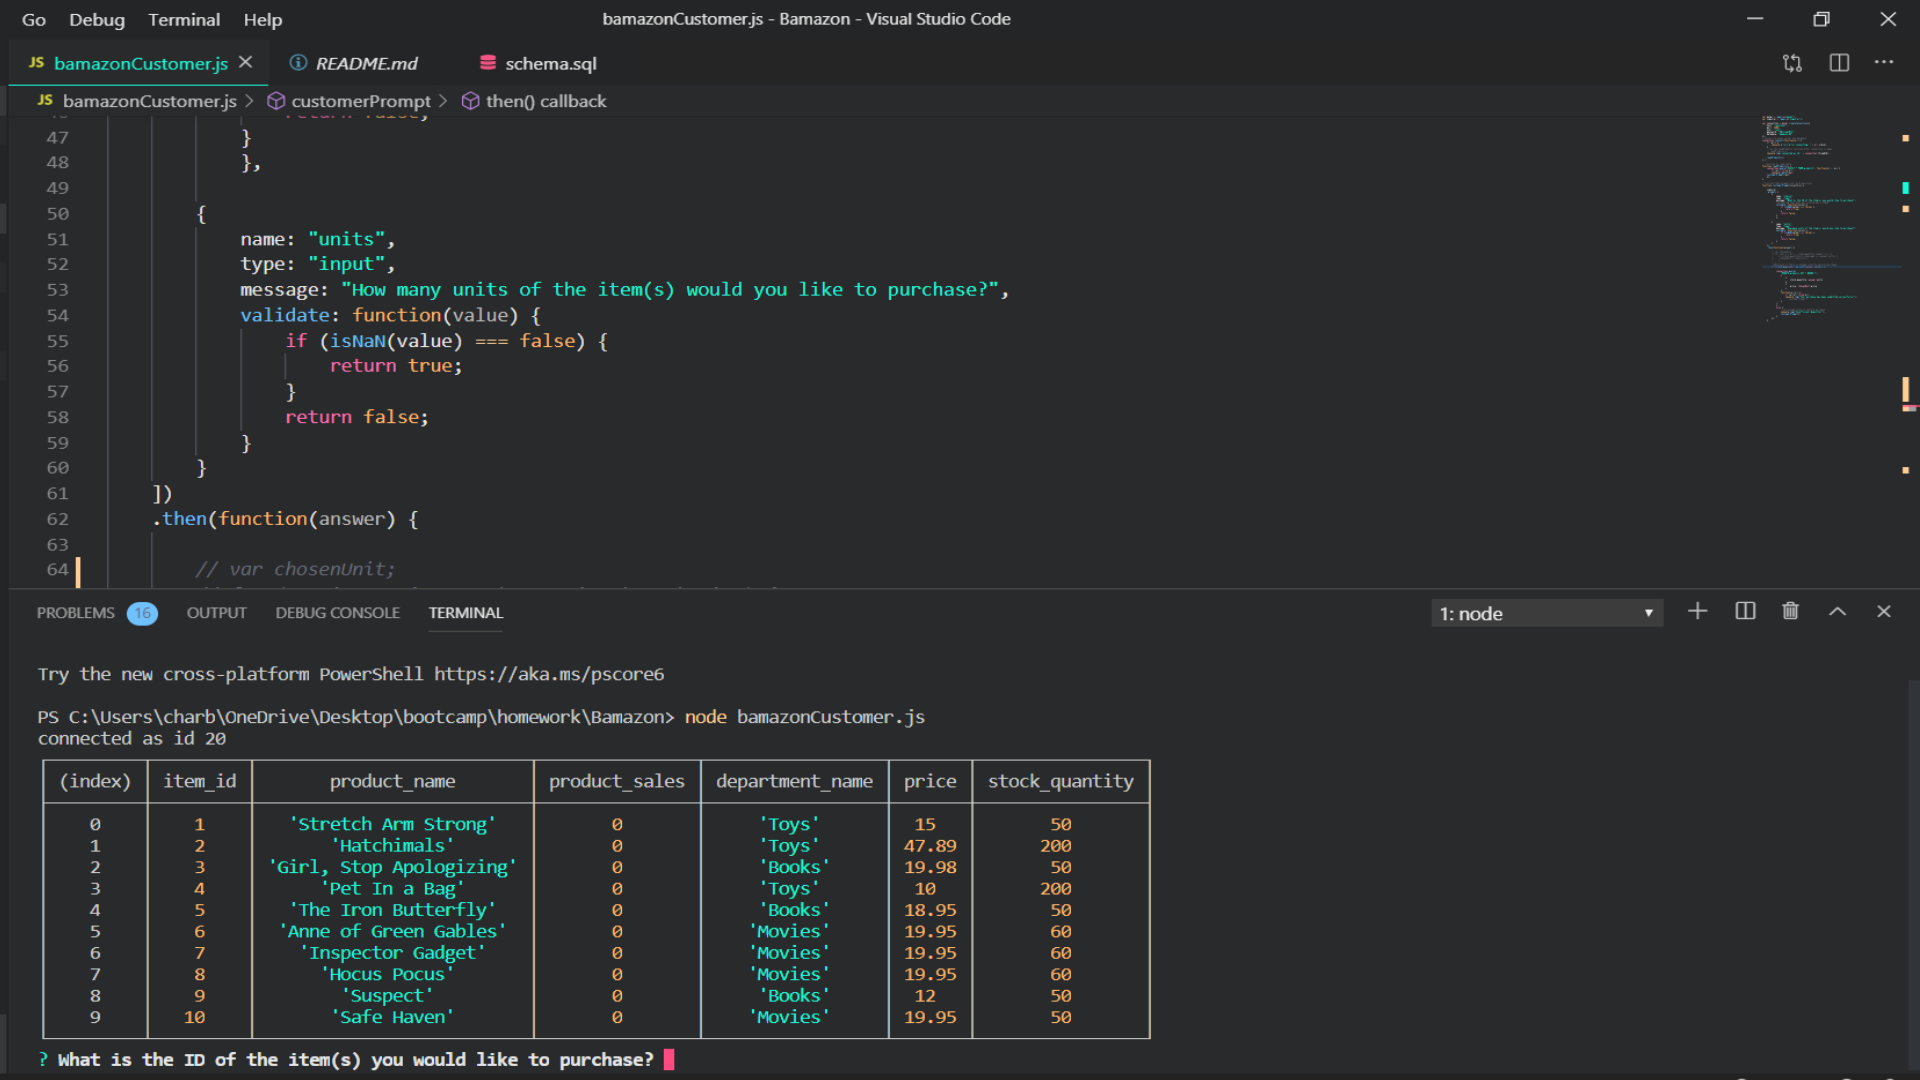 Go Debug Terminal Help bamazonCustomer.js - Bamazon - Visual Studio Code
JS bamazonCustomer.js README.md schema.sql
JS bamazonCustomer.js > customerPrompt > then() callback
47 }
48 },
49
50 {
51 name: "units",
52 type: "input",
53 message: "How many units of the item(s) would you like to purchase?",
54 validate: function(value) {
55 if (isNaN(value) === false) {
56 return true;
57 }
58 return false;
59 }
60 }
61 ])
62 .then(function(answer) {
63
64 // var chosenUnit;
PROBLEMS 16 OUTPUT DEBUG CONSOLE TERMINAL 1: node
Try the new cross-platform PowerShell https://aka.ms/pscore6
PS C:\Users\charb\OneDrive\Desktop\bootcamp\homework\Bamazon> node bamazonCustomer.js
connected as id 20
(index) item_id product_name product_sales department_name price stock_quantity
0 1 'Stretch Arm Strong' 0 'Toys' 15 50
1 2 'Hatchimals' 0 'Toys' 47.89 200
2 3 'Girl, Stop Apologizing' 0 'Books' 19.98 50
3 4 'Pet In a Bag' 0 'Toys' 10 200
4 5 'The Iron Butterfly' 0 'Books' 18.95 50
5 6 'Anne of Green Gables' 0 'Movies' 19.95 60
6 7 'Inspector Gadget' 0 'Movies' 19.95 60
7 8 'Hocus Pocus' 0 'Movies' 19.95 60
8 9 'Suspect' 0 'Books' 12 50
9 10 'Safe Haven' 0 'Movies' 19.95 50
? What is the ID of the item(s) you would like to purchase?